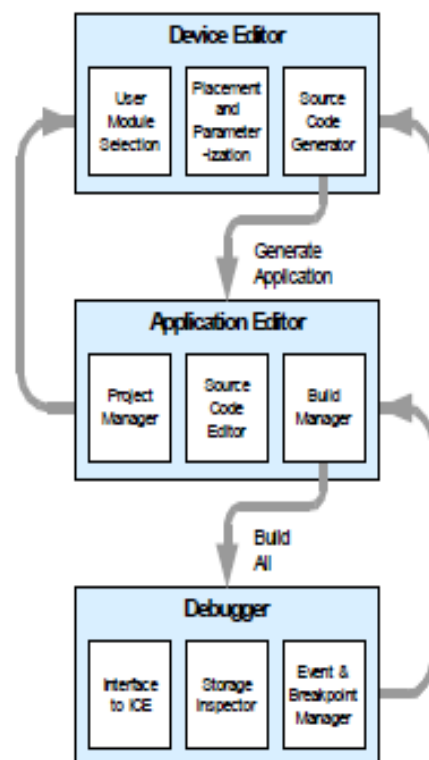 Device Editor
User
Module
Selection
Placement
and
Parameter
-ization
Source
Code
Generator
Generate
Application
Application Editor
Project
Manager
Source
Code
Editor
Build
Manager
Build
All
Debugger
Interface
to ICE
Storage
Inspector
Event &
Breakpoint
Manager